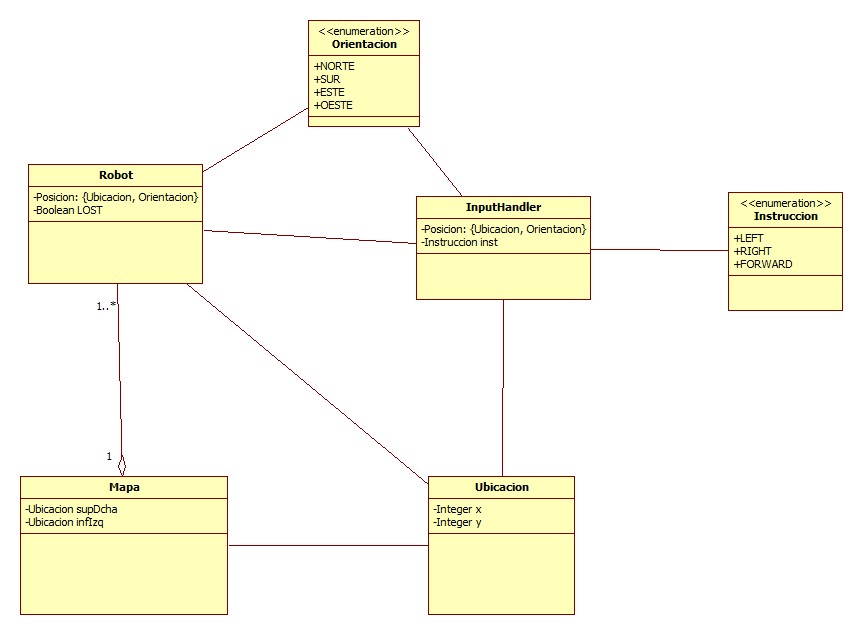 <<enumeration>>
Orientacion
+NORTE
+SUR
+ESTE
+OESTE
Robot
-Posicion: {Ubicacion, Orientacion}
-Boolean LOST
InputHandler
-Posicion: {Ubicacion, Orientacion}
-Instruccion inst
<<enumeration>>
Instruccion
+LEFT
+RIGHT
+FORWARD
1..*
1
Mapa
-Ubicacion supDcha
-Ubicacion infIzq
Ubicacion
-Integer x
-Integer y